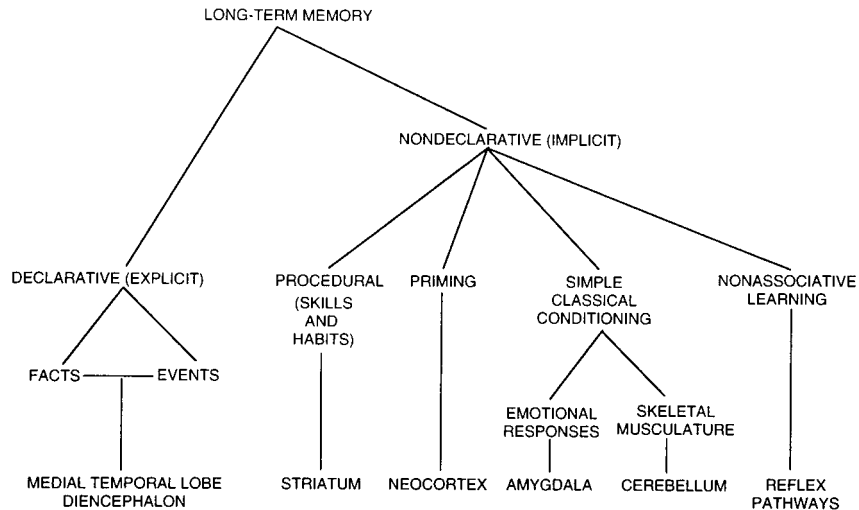 LONG-TERM MEMORY
NONDECLARATIVE (IMPLICIT)
DECLARATIVE (EXPLICIT)
PROCEDURAL
(SKILLS
AND
HABITS)
PRIMING
SIMPLE
CLASSICAL
CONDITIONING
NONASSOCIATIVE
LEARNING
FACTS
EVENTS
EMOTIONAL
RESPONSES
SKELETAL
MUSCULATURE
MEDIAL TEMPORAL LOBE
DIENCEPHALON
STRIATUM
NEOCORTEX
AMYGDALA
CEREBELLUM
REFLEX
PATHWAYS